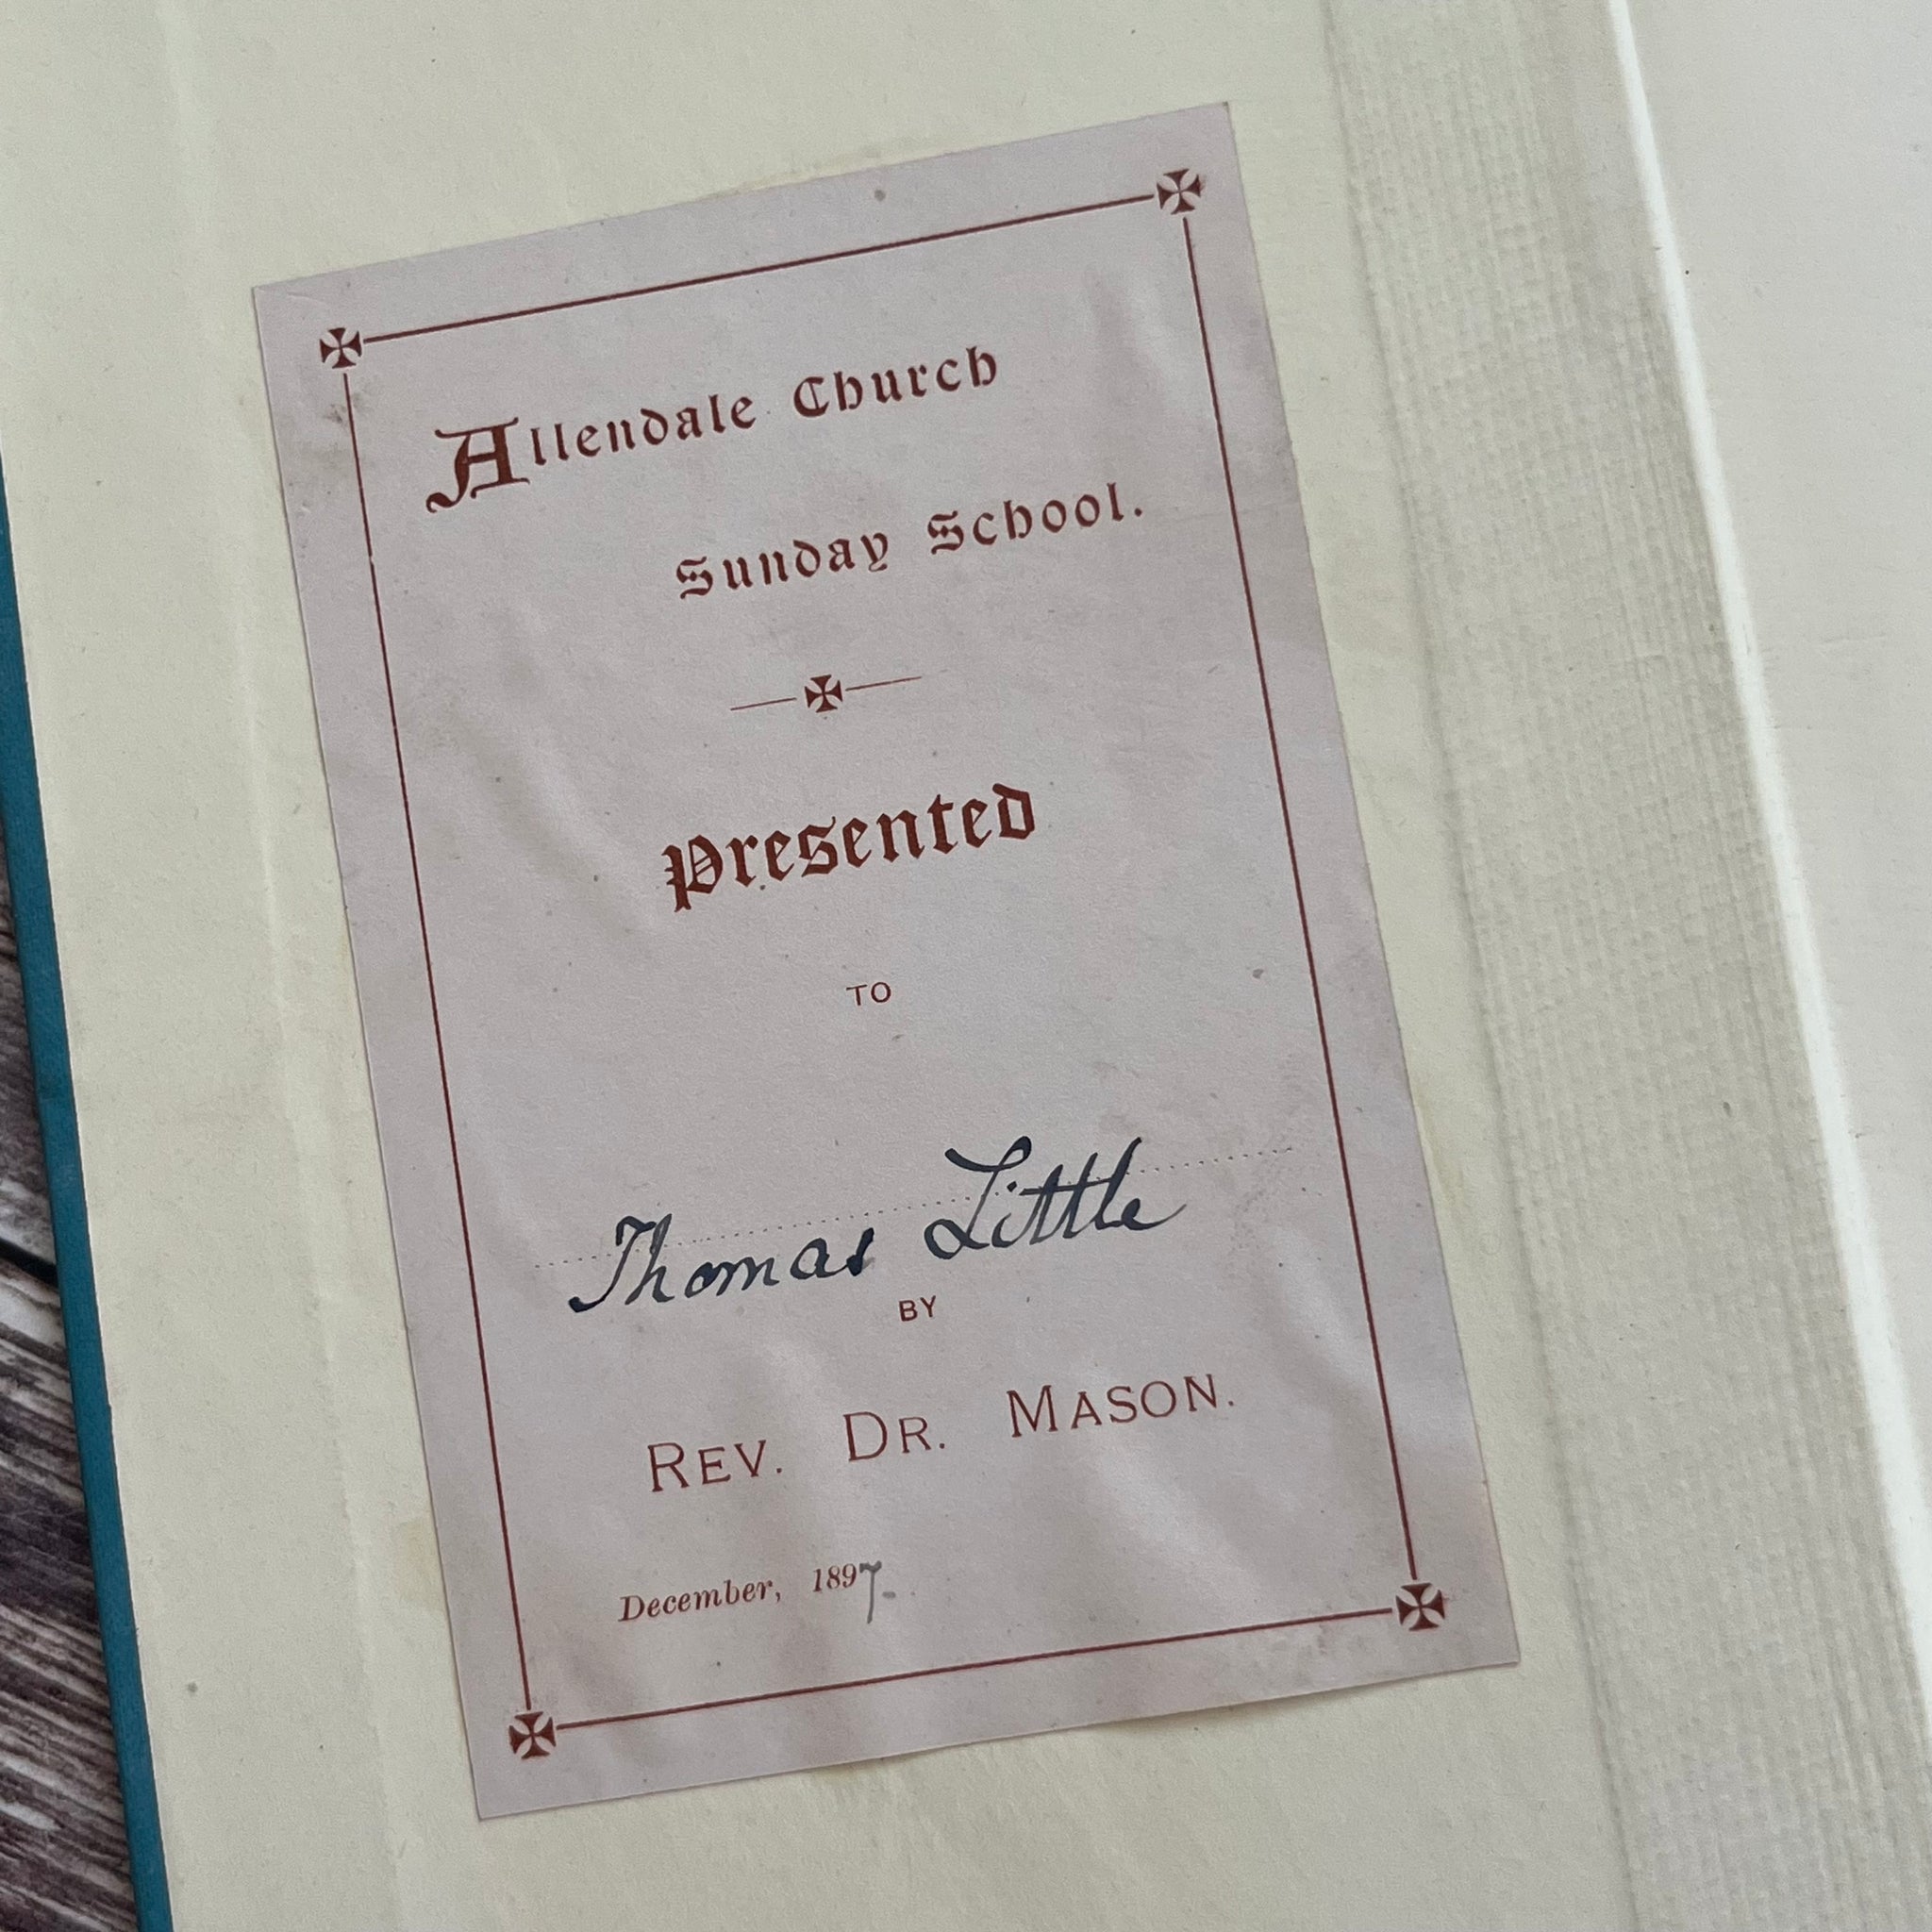 Allendale Church
Sunday School.
Presented
TO
Thomas Little
BY
REV. DR. MASON.
December, 1897.